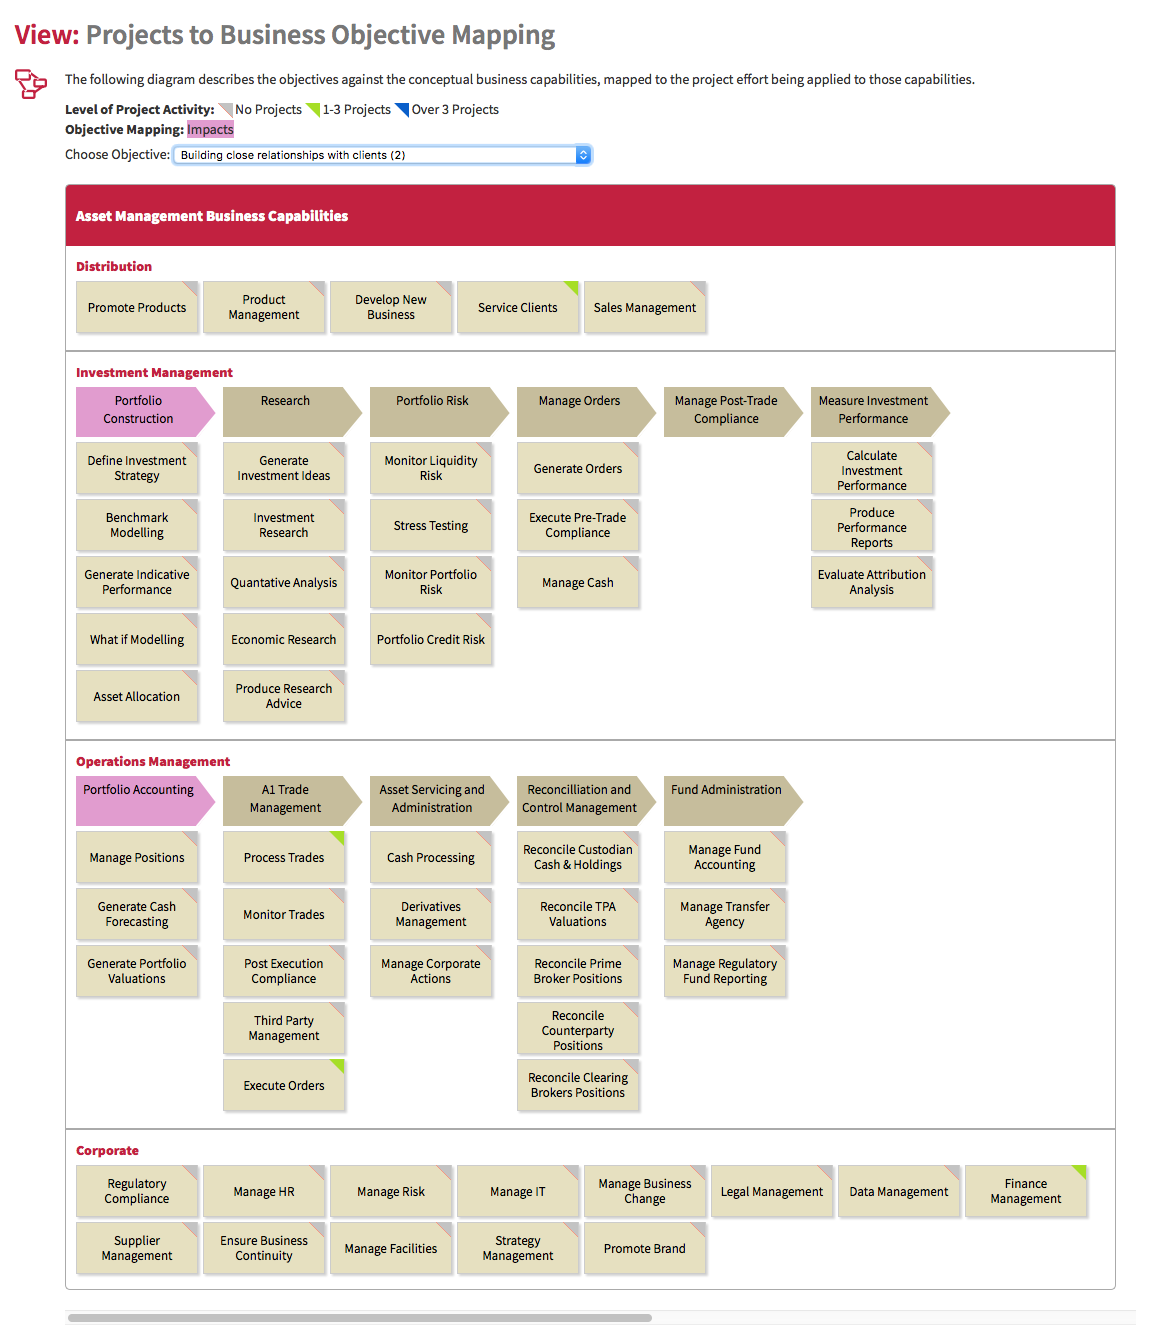 View: Projects to Business Objective Mapping
The following diagram describes the objectives against the conceptual business capabilities, mapped to the project effort being applied to those capabilities.
Level of Project Activity: No Projects 1-3 Projects Over 3 Projects
Objective Mapping: Impacts
Choose Objective: Building close relationships with clients (2)
Asset Management Business Capabilities
Distribution
Promote Products
Product
Management
Develop New
Business
Service Clients
Sales Management
Investment Management
Portfolio
Construction
Research
Portfolio Risk
Manage Orders
Manage Post-Trade
Compliance
Measure Investment
Performance
Define Investment
Strategy
Generate
Investment Ideas
Monitor Liquidity
Risk
Generate Orders
Calculate
Investment
Performance
Benchmark
Modelling
Investment
Research
Stress Testing
Execute Pre-Trade
Compliance
Produce
Performance
Reports
Generate Indicative
Performance
Quantative Analysis
Monitor Portfolio
Risk
Manage Cash
Evaluate Attribution
Analysis
What if Modelling
Economic Research
Portfolio Credit Risk
Asset Allocation
Produce Research
Advice
Operations Management
Portfolio Accounting
A1 Trade
Management
Asset Servicing and
Administration
Reconcilliation and
Control Management
Fund Administration
Manage Positions
Process Trades
Cash Processing
Reconcile Custodian
Cash & Holdings
Manage Fund
Accounting
Generate Cash
Forecasting
Monitor Trades
Derivatives
Management
Reconcile TPA
Valuations
Manage Transfer
Agency
Generate Portfolio
Valuations
Post Execution
Compliance
Manage Corporate
Actions
Reconcile Prime
Broker Positions
Manage Regulatory
Fund Reporting
Third Party
Management
Reconcile
Counterparty
Positions
Execute Orders
Reconcile Clearing
Brokers Positions
Corporate
Regulatory
Compliance
Manage HR
Manage Risk
Manage IT
Manage Business
Change
Legal Management
Data Management
Finance
Management
Supplier
Management
Ensure Business
Continuity
Manage Facilities
Strategy
Management
Promote Brand